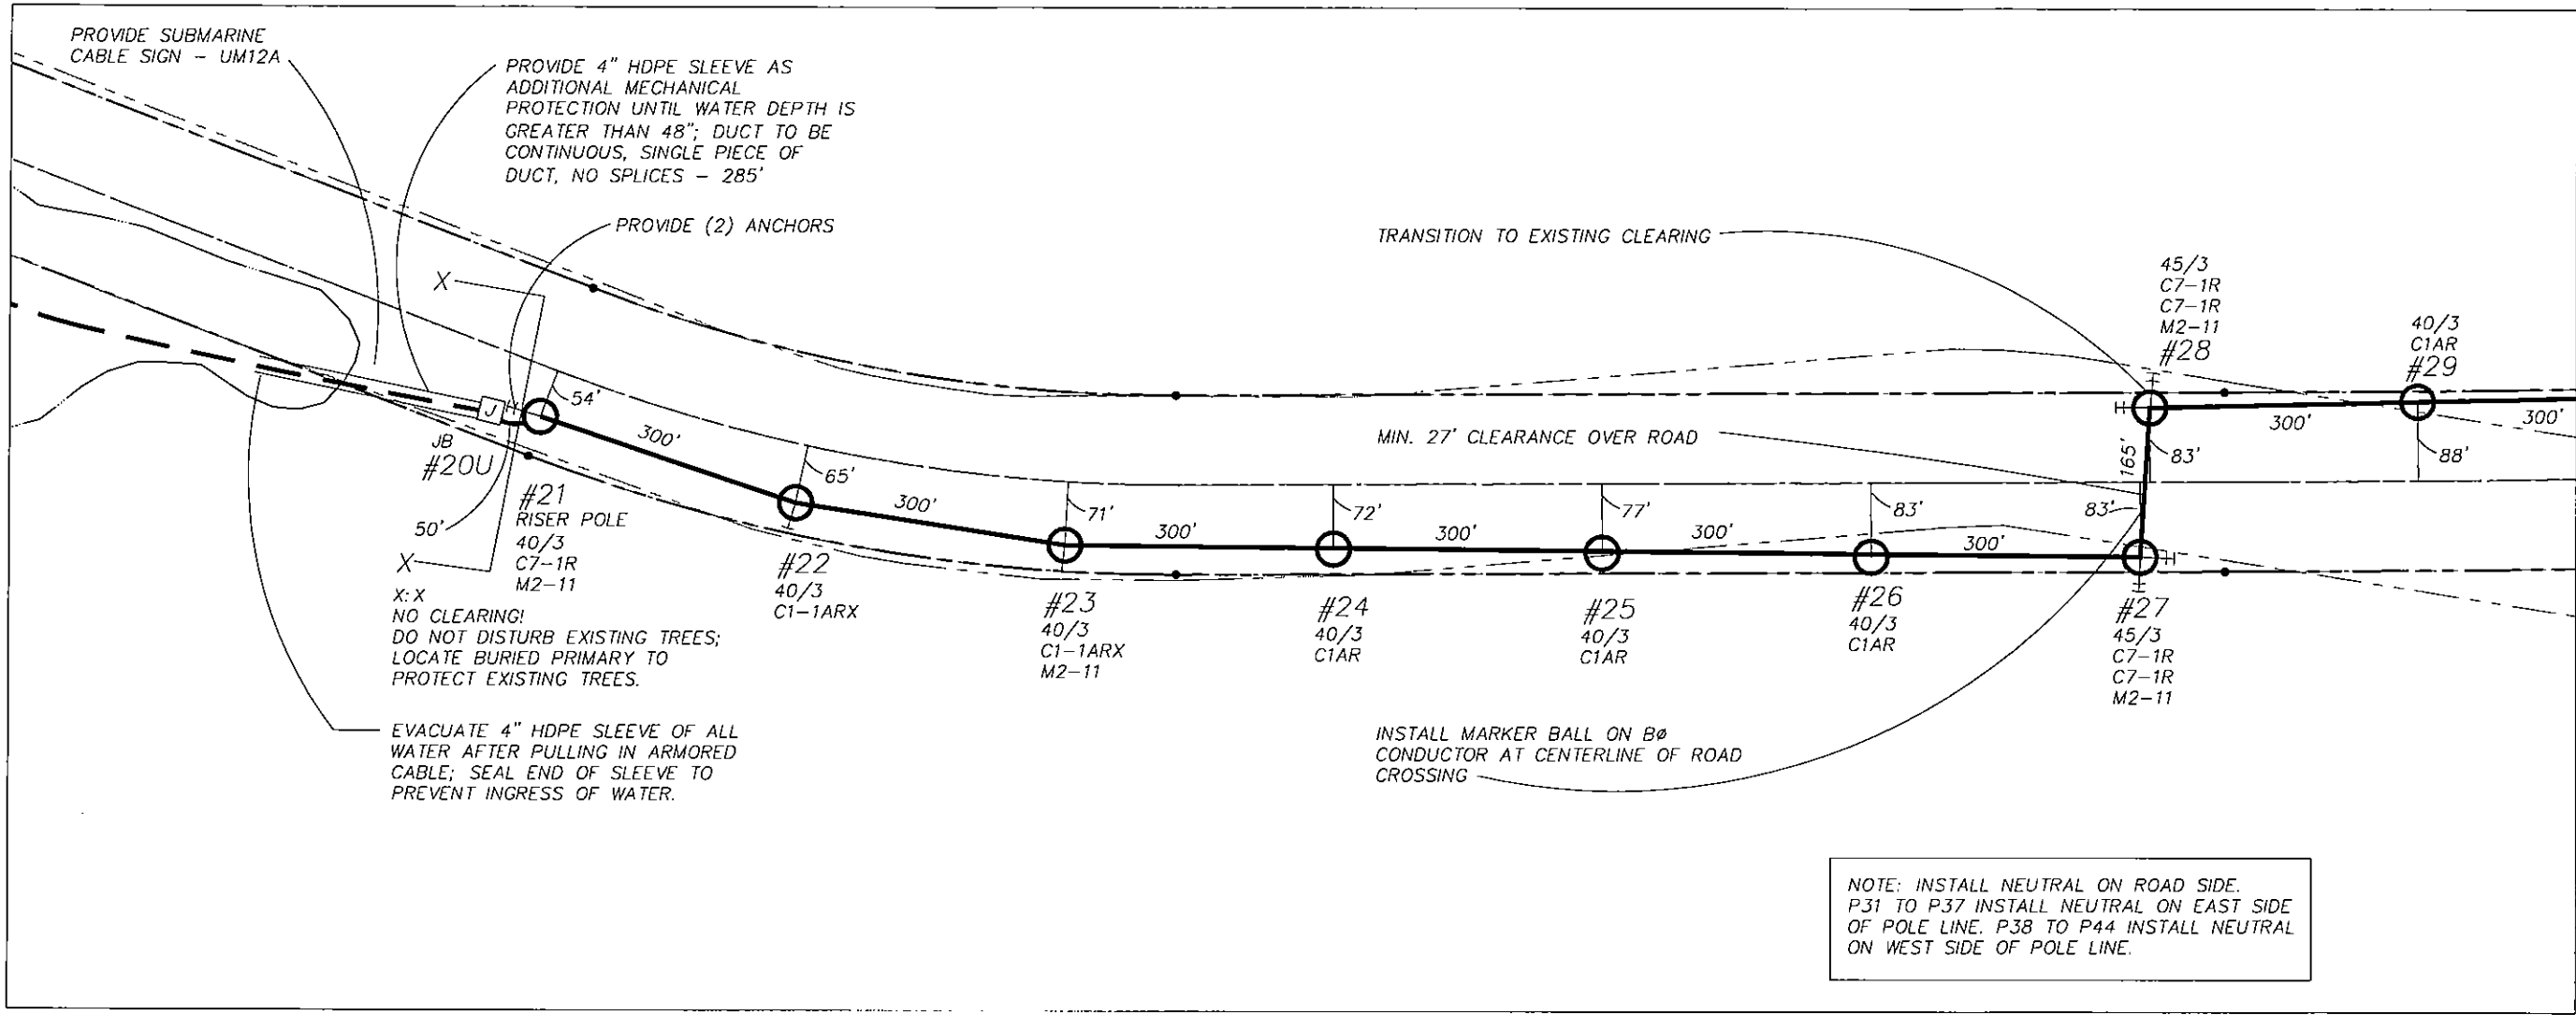 PROVIDE SUBMARINE
CABLE SIGN - UM12A
PROVIDE 4" HDPE SLEEVE AS
ADDITIONAL MECHANICAL
PROTECTION UNTIL WATER DEPTH IS
GREATER THAN 48"; DUCT TO BE
CONTINUOUS, SINGLE PIECE OF
DUCT, NO SPLICES - 285'
PROVIDE (2) ANCHORS
X
TRANSITION TO EXISTING CLEARING
45/3
C7-1R
C7-1R
M2-11
#28
40/3
C1AR
#29
54'
300'
J
JB
#20U
50'
#21
RISER POLE
40/3
C7-1R
M2-11
X
X:X
NO CLEARING!
DO NOT DISTURB EXISTING TREES;
LOCATE BURIED PRIMARY TO
PROTECT EXISTING TREES.
65'
300'
#22
40/3
C1-1ARX
71'
300'
#23
40/3
C1-1ARX
M2-11
72'
300'
#24
40/3
C1AR
77'
300'
#25
40/3
C1AR
83'
300'
#26
40/3
C1AR
MIN. 27' CLEARANCE OVER ROAD
165'
83'
83'
300'
88'
300'
#27
45/3
C7-1R
C7-1R
M2-11
EVACUATE 4" HDPE SLEEVE OF ALL
WATER AFTER PULLING IN ARMORED
CABLE; SEAL END OF SLEEVE TO
PREVENT INGRESS OF WATER.
INSTALL MARKER BALL ON BØ
CONDUCTOR AT CENTERLINE OF ROAD
CROSSING
NOTE: INSTALL NEUTRAL ON ROAD SIDE.
P31 TO P37 INSTALL NEUTRAL ON EAST SIDE
OF POLE LINE. P38 TO P44 INSTALL NEUTRAL
ON WEST SIDE OF POLE LINE.